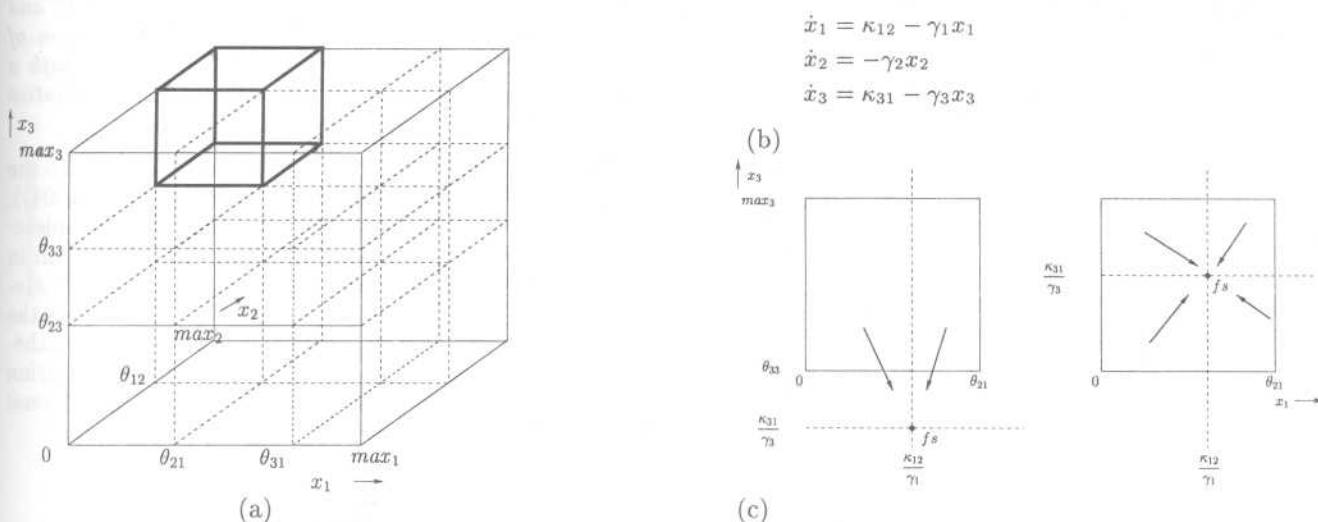 ẋ₁ = κ₁₂ − γ₁x₁
ẋ₂ = −γ₂x₂
ẋ₃ = κ₃₁ − γ₃x₃
(b)
x₃
max₃
θ₃₃
θ₂₃
x₂
max₂
θ₁₂
0
θ₂₁
θ₃₁
max₁
x₁
(a)
x₃
max₃
θ₃₃
0
θ₂₁
κ₃₁/γ₃
fs
κ₁₂/γ₁
κ₃₁/γ₃
fs
0
θ₂₁
x₁
κ₁₂/γ₁
(c)